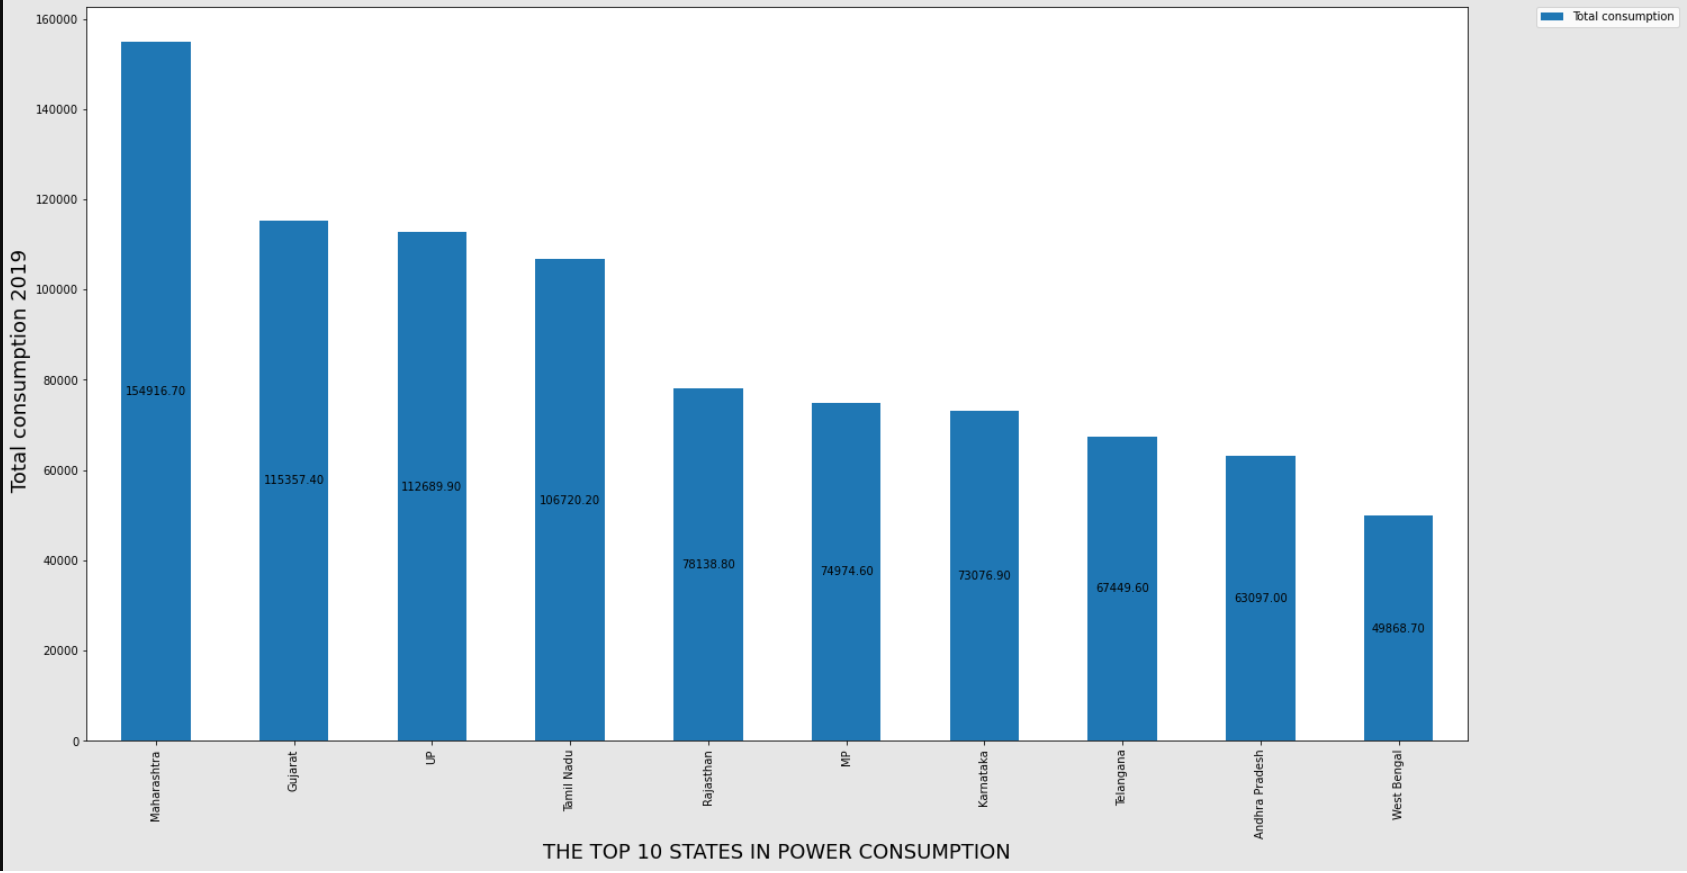 Total consumption
160000
140000
120000
100000
80000
60000
40000
20000
0
Total consumption 2019
154916.70
115357.40
112689.90
106720.20
78138.80
74974.60
73076.90
67449.60
63097.00
49868.70
Maharashtra
Gujarat
UP
Tamil Nadu
Rajasthan
MP
Karnataka
Telangana
Andhra Pradesh
West Bengal
THE TOP 10 STATES IN POWER CONSUMPTION